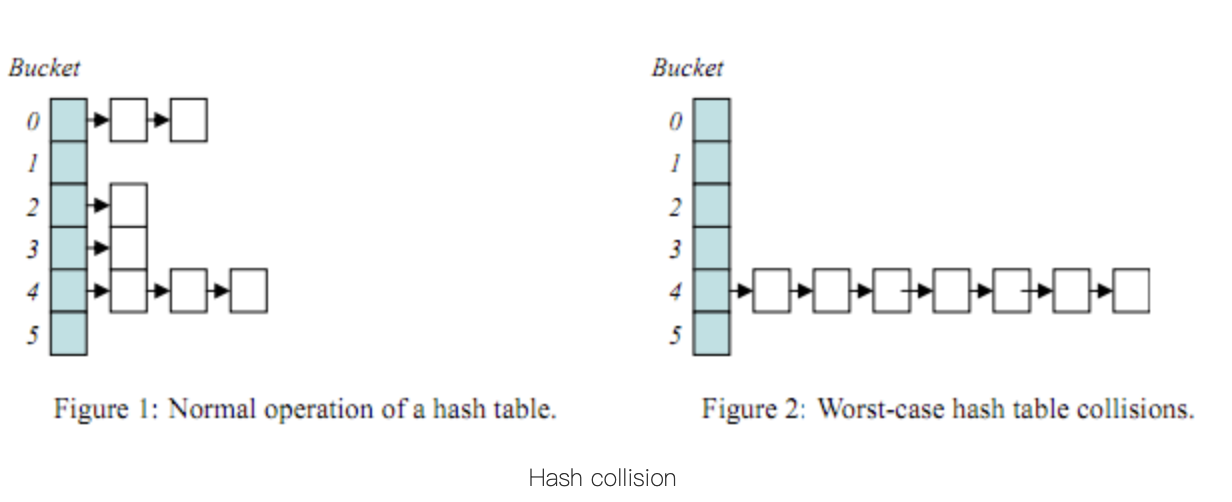 Bucket
0
1
2
3
4
5
Figure 1: Normal operation of a hash table.
Bucket
0
1
2
3
4
5
Figure 2: Worst-case hash table collisions.
Hash collision